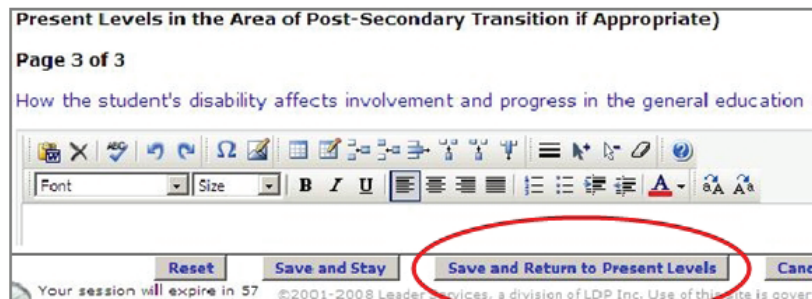 Present Levels in the Area of Post-Secondary Transition if Appropriate)
Page 3 of 3
How the student's disability affects involvement and progress in the general education
ABC Ω
Font Size B I U A aA Aa
Reset Save and Stay Save and Return to Present Levels
Your session will expire in 57 ©2001-2008 Leader Services, a division of LDP Inc. Use of this site is